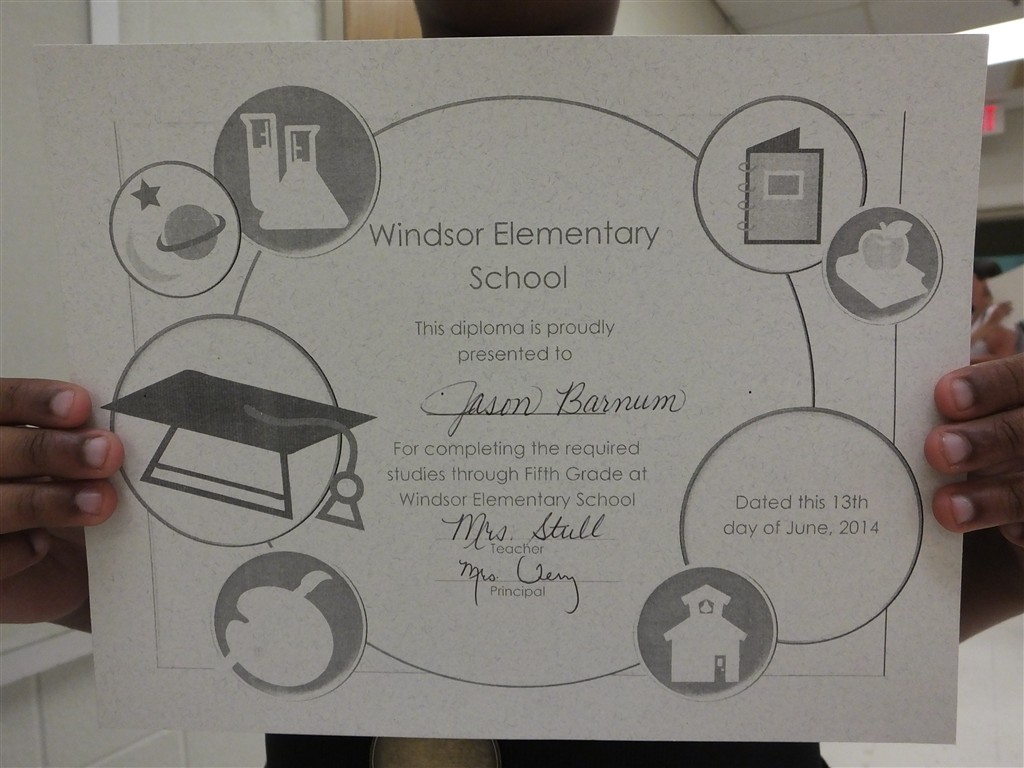 Windsor Elementary
School
This diploma is proudly
presented to
Jason Barnum
For completing the required
studies through Fifth Grade at
Windsor Elementary School
Mrs. Stull
Teacher
Mrs.
Principal
Dated this 13th
day of June, 2014